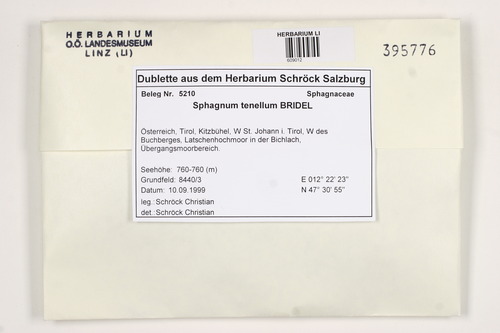 HERBARIUM
O.Ö. LANDESMUSEUM
LINZ (LI)
HERBARIUM LI
609012
395776
Dublette aus dem Herbarium Schröck Salzburg
Beleg Nr. 5210 Sphagnaceae
Sphagnum tenellum BRIDEL
Österreich, Tirol, Kitzbühel, W St. Johann i. Tirol, W des
Buchberges, Latschenhochmoor in der Bichlach,
Übergangsmoorbereich.
Seehöhe: 760-760 (m)
Grundfeld: 8440/3 E 012° 22' 23"
Datum: 10.09.1999 N 47° 30' 55"
leg.:Schröck Christian
det.:Schröck Christian